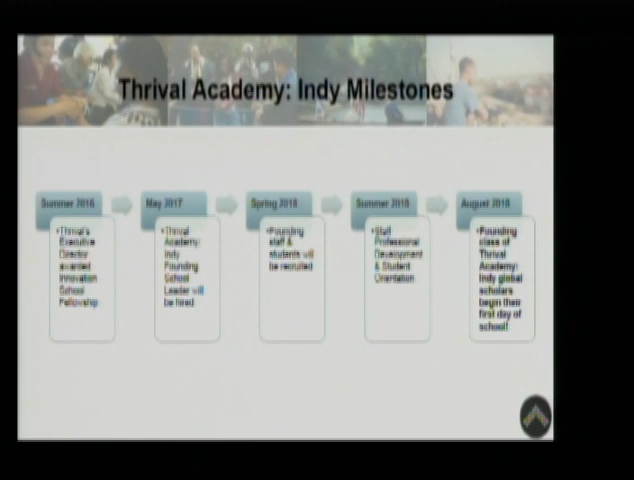 Thrival Academy: Indy Milestones
Summer 2016
•Thrival's
Executive
Director
awarded
Innovation
School
Fellowship
May 2017
•Thrival
Academy:
Indy
Founding
School
Leader will
be hired
Spring 2018
•Founding
staff &
students will
be recruited
Summer 2018
•Staff
Professional
Development
& Student
Orientation
August 2018
•Founding
class of
Thrival
Academy:
Indy global
scholars
begin their
first day of
school!